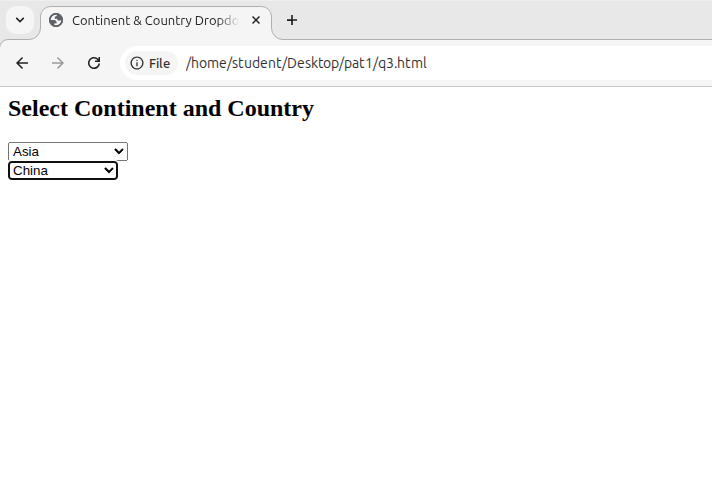 Continent & Country Dropdo
File /home/student/Desktop/pat1/q3.html
Select Continent and Country
Asia
China